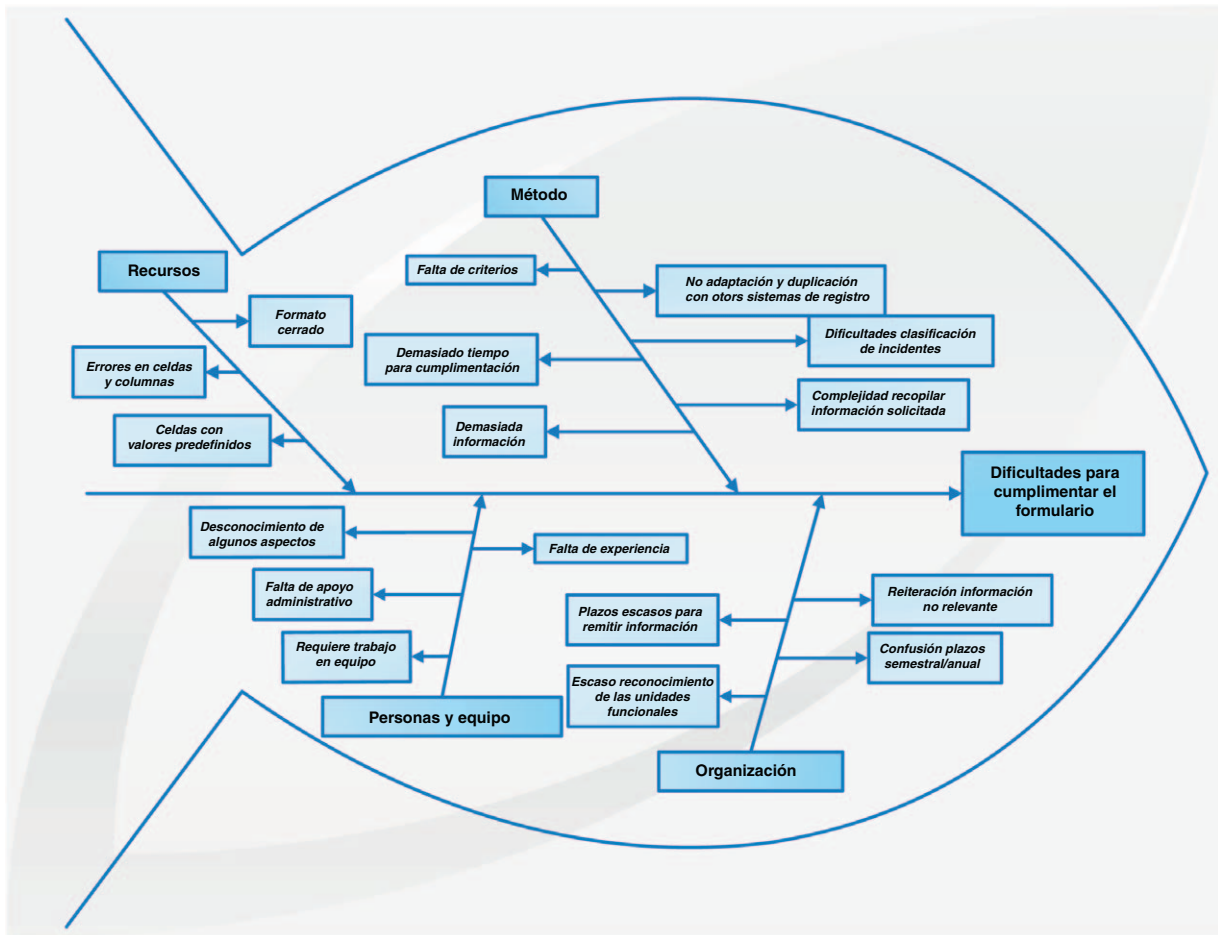 Método
Recursos
Falta de criterios
No adaptación y duplicación
con otors sistemas de registro
Formato
cerrado
Dificultades clasificación
de incidentes
Demasiado tiempo
para cumplimentación
Errores en celdas
y columnas
Complejidad recopilar
información solicitada
Celdas con
valores predefinidos
Demasiada
información
Dificultades para
cumplimentar el
formulario
Desconocimiento de
algunos aspectos
Falta de experiencia
Falta de apoyo
administrativo
Reiteración información
no relevante
Plazos escasos para
remitir información
Requiere trabajo
en equipo
Confusión plazos
semestral/anual
Escaso reconocimiento
de las unidades
funcionales
Personas y equipo
Organización